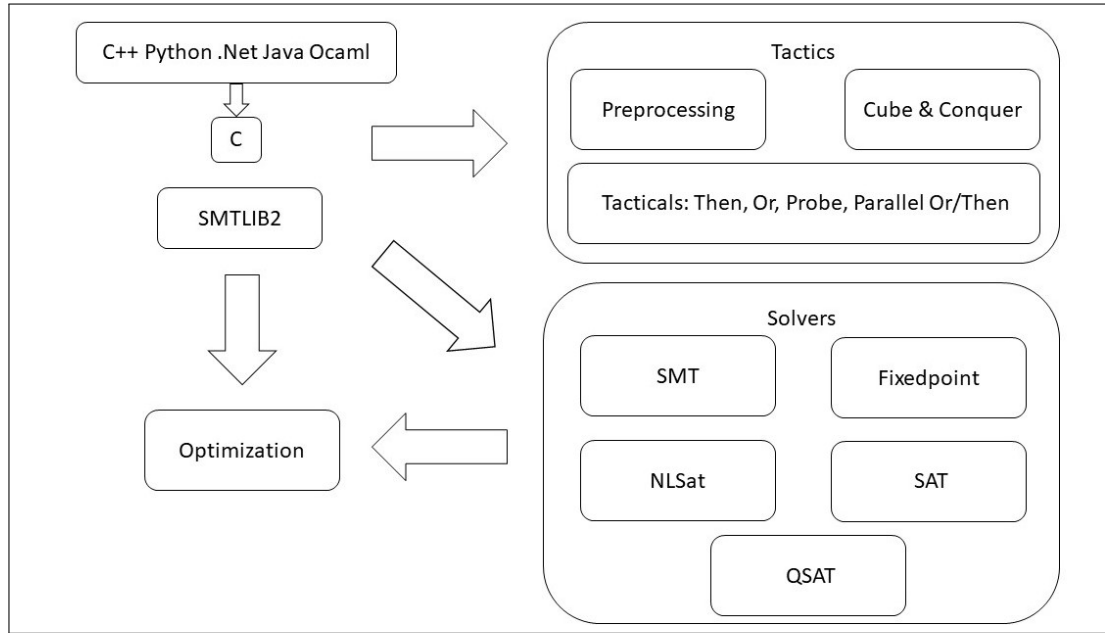 C++ Python .Net Java Ocaml
C
SMTLIB2
Optimization
Tactics
Preprocessing
Cube & Conquer
Tacticals: Then, Or, Probe, Parallel Or/Then
Solvers
SMT
Fixedpoint
NLSat
SAT
QSAT